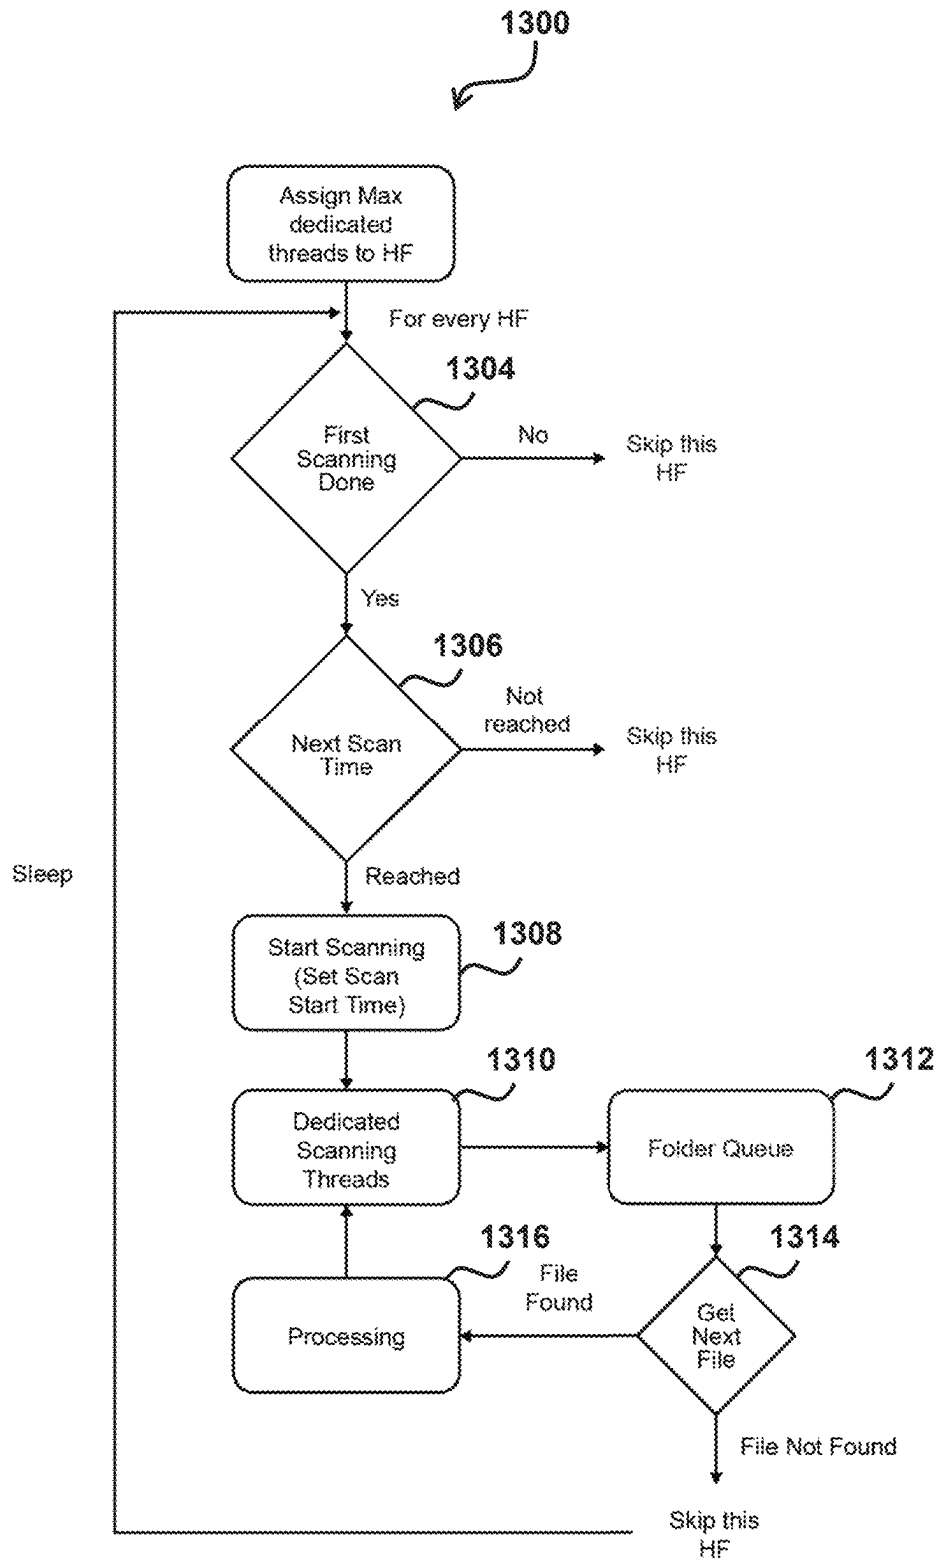 1300
Assign Max
dedicated
threads to HF
For every HF
1304
First
Scanning
Done
No
Skip this
HF
Yes
1306
Next Scan
Time
Not
reached
Skip this
HF
Sleep
Reached
1308
Start Scanning
(Set Scan
Start Time)
1310
Dedicated
Scanning
Threads
1312
Folder Queue
1314
Get
Next
File
File
Found
1316
Processing
File Not Found
Skip this
HF